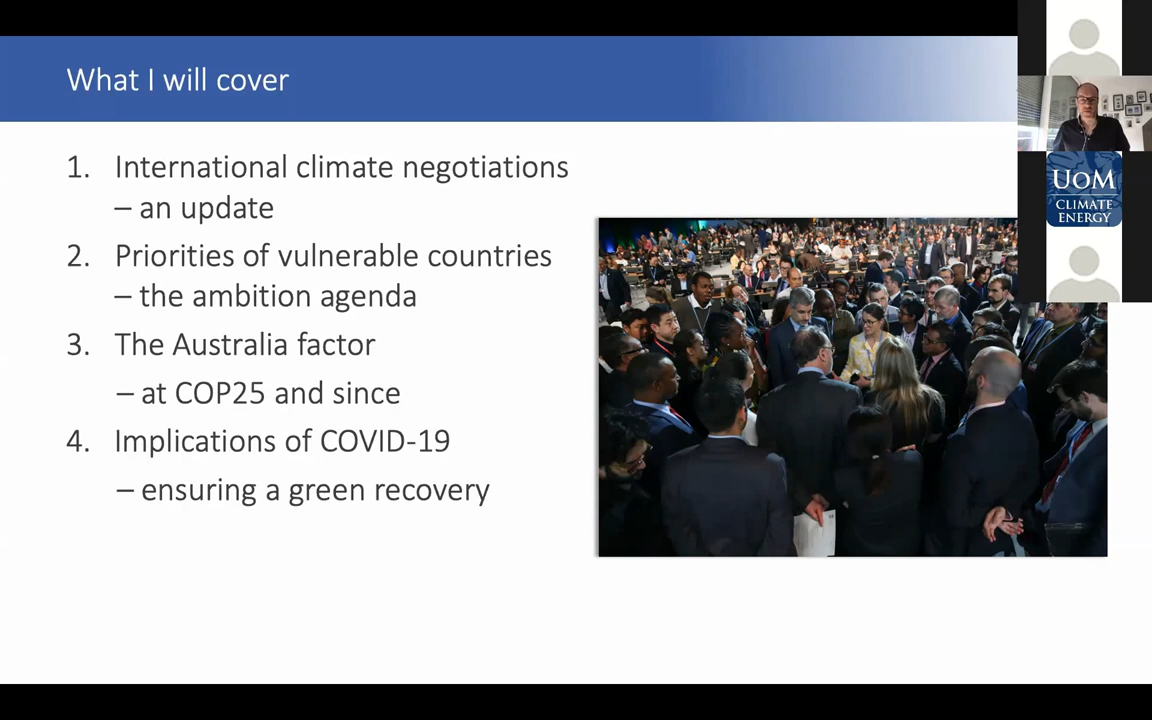 What I will cover
1. International climate negotiations
– an update
2. Priorities of vulnerable countries
– the ambition agenda
3. The Australia factor
– at COP25 and since
4. Implications of COVID-19
– ensuring a green recovery
UOM
CLIMATE
ENERGY